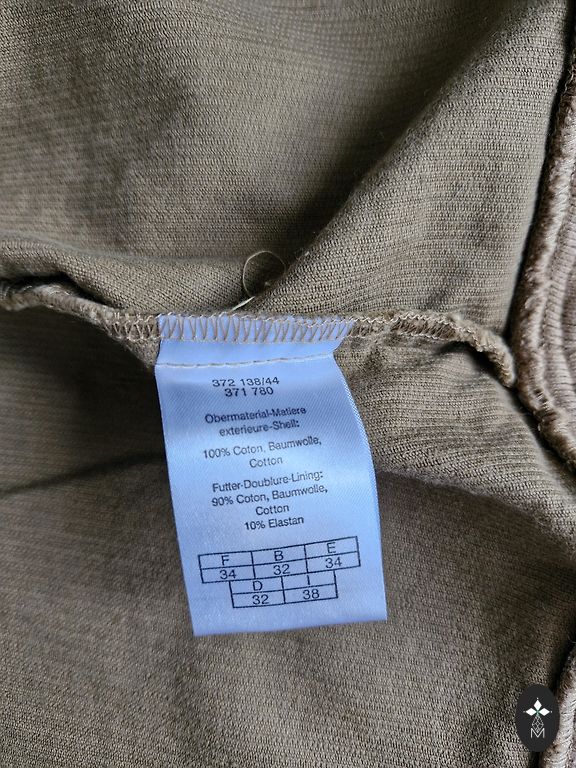 372 138/44
371 780
Obermaterial-Matiere
exterieure-Shell:
100% Coton, Baumwolle,
Cotton
Futter-Doublure-Lining:
90% Coton, Baumwolle,
Cotton
10% Elastan
F B E
34 32 34
D I
32 38
M